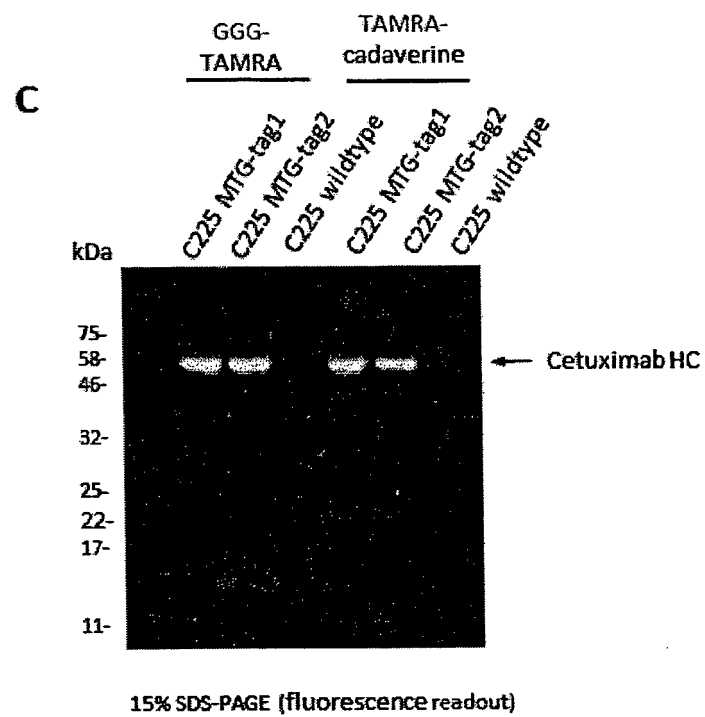 GGG-
TAMRA
TAMRA-
cadaverine
C
C225 MTG-tag1
C225 MTG-tag2
C225 wildtype
C225 MTG-tag1
C225 MTG-tag2
C225 wildtype
kDa
75-
58-
46-
32-
25-
22-
17-
11-
Cetuximab HC
15% SDS-PAGE (fluorescence readout)